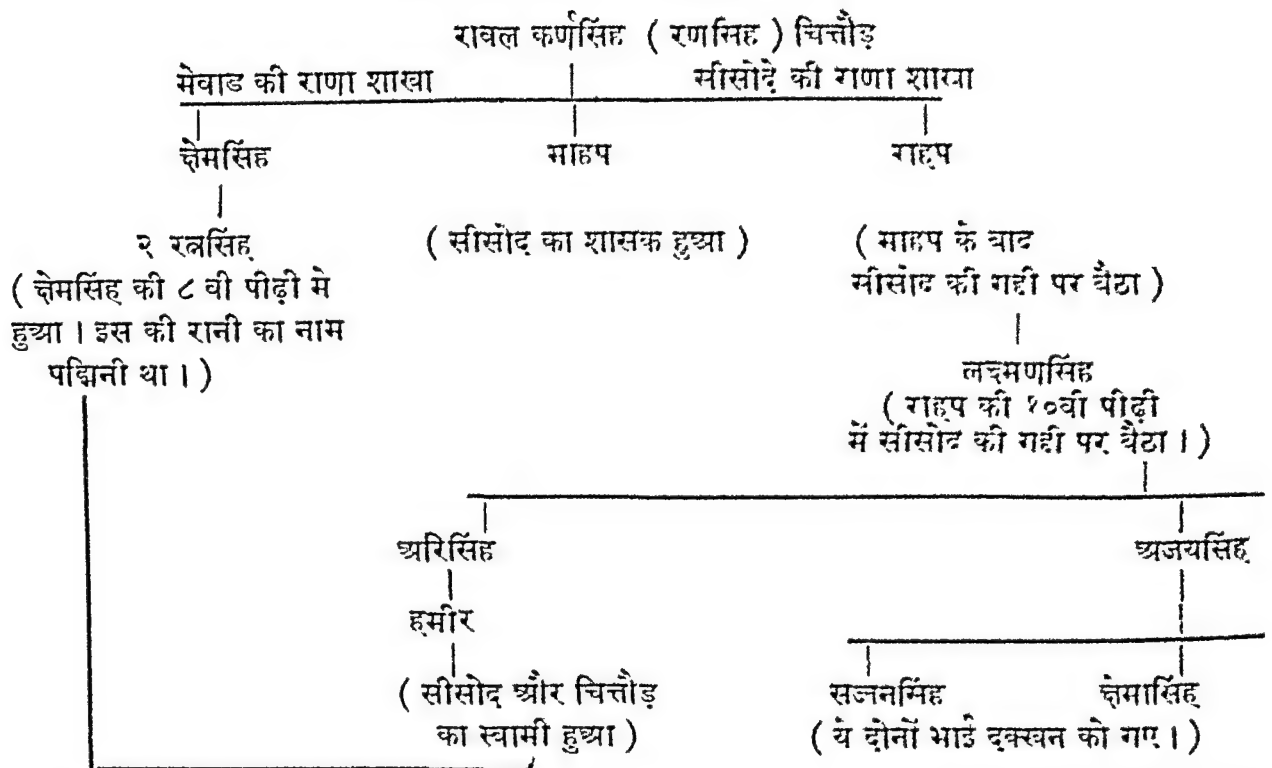 रावल कर्णसिंह ( रणसिंह ) चित्तौड़
मेवाड की राणा शाखा सीसोदे की राणा शाखा
क्षेमसिंह माहप राहप
२ रत्नसिंह ( सीसोद का शासक हुआ ) ( माहप के बाद
( क्षेमसिंह की ८ वी पीढ़ी मे सीसोद की गद्दी पर बैठा )
हुआ । इस की रानी का नाम
पद्मिनी था । ) लक्ष्मणसिंह
( राहप की १०वी पीढ़ी
में सीसोद की गद्दी पर बैठा । )
अरिसिंह अजयसिंह
हमीर
( सीसोद और चित्तौड़ सज्जनसिंह क्षेमासिंह
का स्वामी हुआ ) ( ये दोनों भाई दक्खन को गए । )